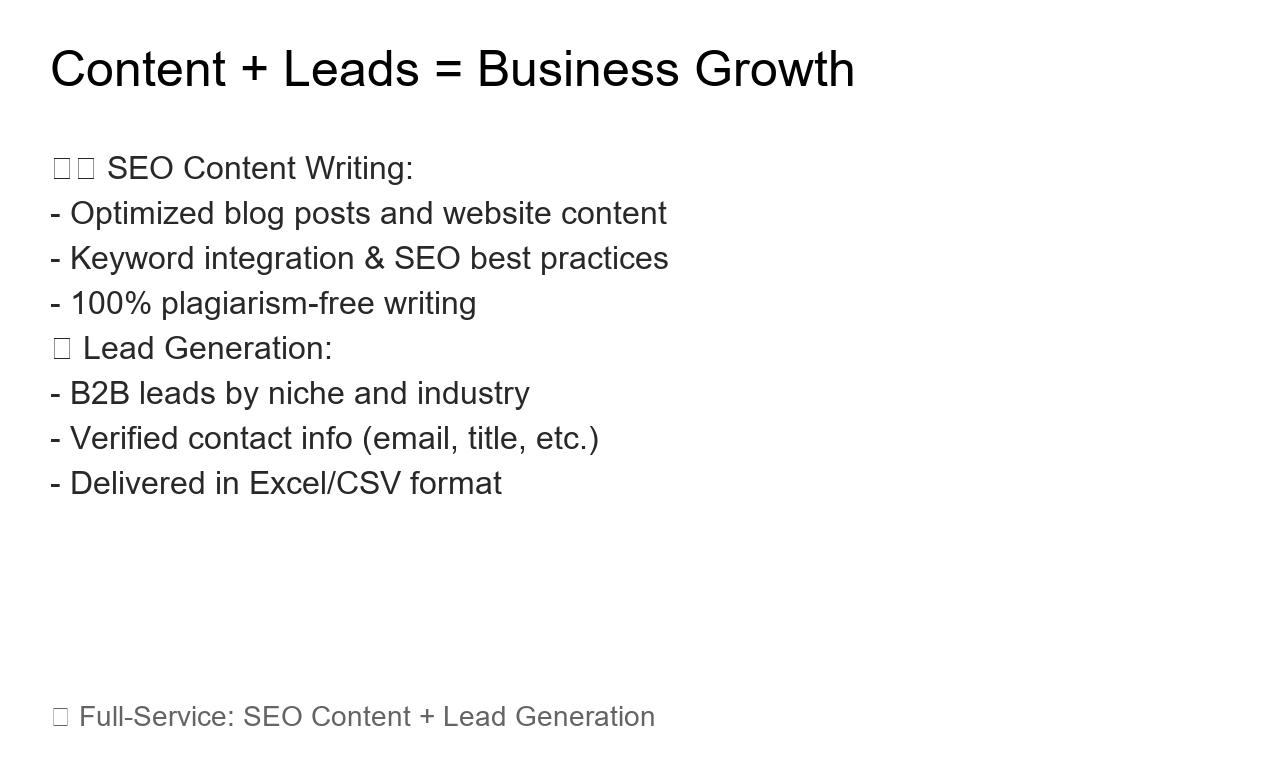 Content + Leads = Business Growth
SEO Content Writing:
- Optimized blog posts and website content
- Keyword integration & SEO best practices
- 100% plagiarism-free writing
Lead Generation:
- B2B leads by niche and industry
- Verified contact info (email, title, etc.)
- Delivered in Excel/CSV format
Full-Service: SEO Content + Lead Generation